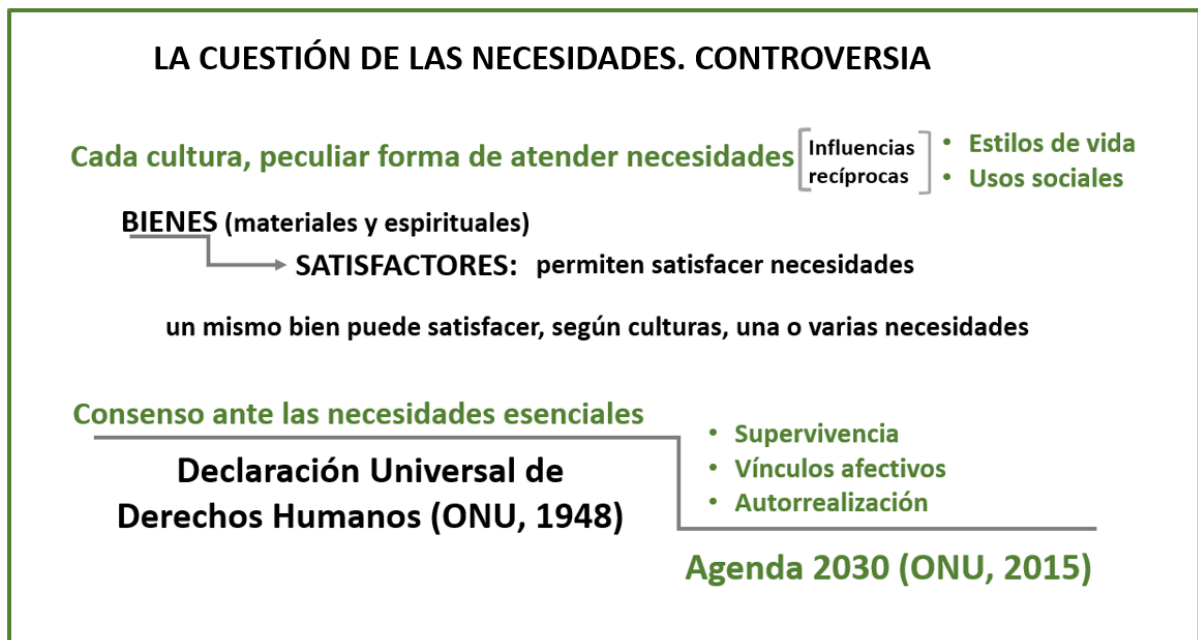 LA CUESTIÓN DE LAS NECESIDADES. CONTROVERSIA
Cada cultura, peculiar forma de atender necesidades
Influencias
recíprocas
• Estilos de vida
• Usos sociales
BIENES (materiales y espirituales)
SATISFACTORES: permiten satisfacer necesidades
un mismo bien puede satisfacer, según culturas, una o varias necesidades
Consenso ante las necesidades esenciales
Declaración Universal de
Derechos Humanos (ONU, 1948)
• Supervivencia
• Vínculos afectivos
• Autorrealización
Agenda 2030 (ONU, 2015)